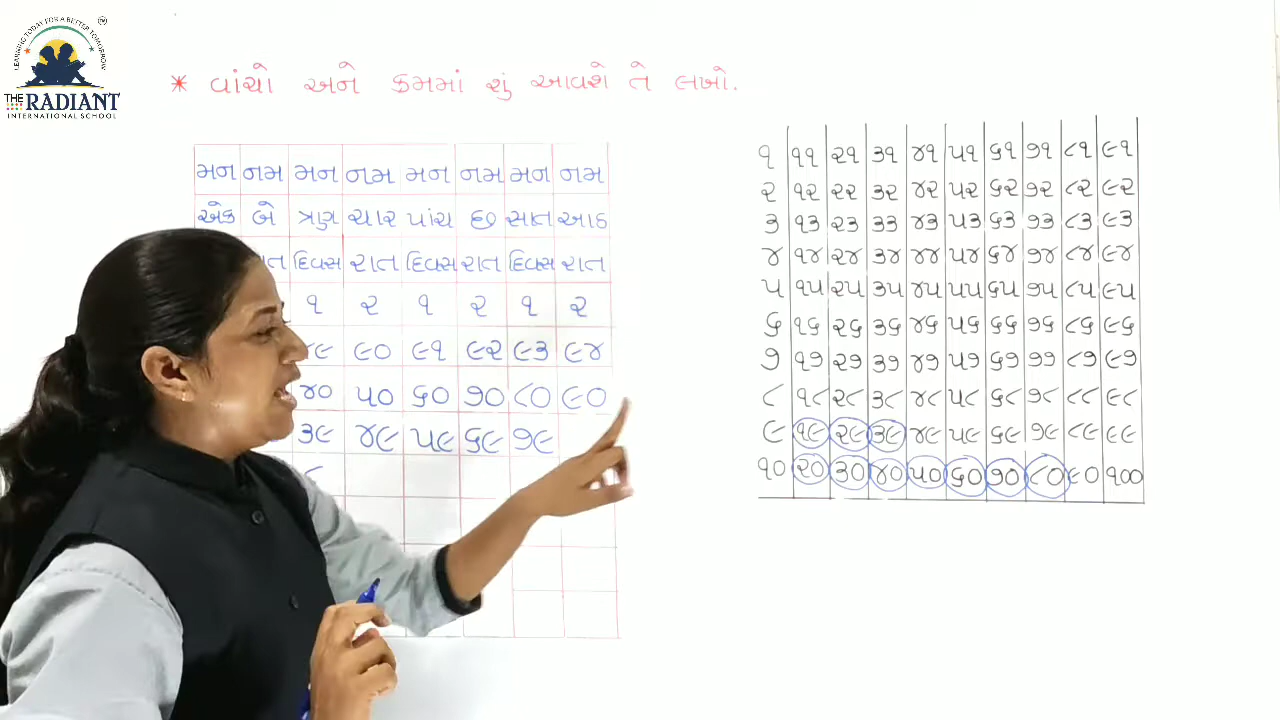 LEARNING TODAY FOR A BETTER TOMORROW
THE RADIANT
INTERNATIONAL SCHOOL
* વાંચો અને ક્રમમાં શું આવશે તે લખો.
મન નમ મન નમ મન નમ મન નમ
એક બે ત્રણ ચાર પાંચ છ સાત આઠ
દિવસ રાત દિવસ રાત દિવસ રાત
૧ ૨ ૧ ૨ ૧ ૨
૯૦ ૯૧ ૯૨ ૯૩ ૯૪
૪૦ ૫૦ ૬૦ ૭૦ ૮૦ ૯૦
૩૯ ૪૯ ૫૯ ૬૯ ૭૯
૧ ૧૧ ૨૧ ૩૧ ૪૧ ૫૧ ૬૧ ૭૧ ૮૧ ૯૧
૨ ૧૨ ૨૨ ૩૨ ૪૨ ૫૨ ૬૨ ૭૨ ૮૨ ૯૨
૩ ૧૩ ૨૩ ૩૩ ૪૩ ૫૩ ૬૩ ૭૩ ૮૩ ૯૩
૪ ૧૪ ૨૪ ૩૪ ૪૪ ૫૪ ૬૪ ૭૪ ૮૪ ૯૪
૫ ૧૫ ૨૫ ૩૫ ૪૫ ૫૫ ૬૫ ૭૫ ૮૫ ૯૫
૬ ૧૬ ૨૬ ૩૬ ૪૬ ૫૬ ૬૬ ૭૬ ૮૬ ૯૬
૭ ૧૭ ૨૭ ૩૭ ૪૭ ૫૭ ૬૭ ૭૭ ૮૭ ૯૭
૮ ૧૮ ૨૮ ૩૮ ૪૮ ૫૮ ૬૮ ૭૮ ૮૮ ૯૮
૯ ૧૯ ૨૯ ૩૯ ૪૯ ૫૯ ૬૯ ૭૯ ૮૯ ૯૯
૧૦ ૨૦ ૩૦ ૪૦ ૫૦ ૬૦ ૭૦ ૮૦ ૯૦ ૧૦૦